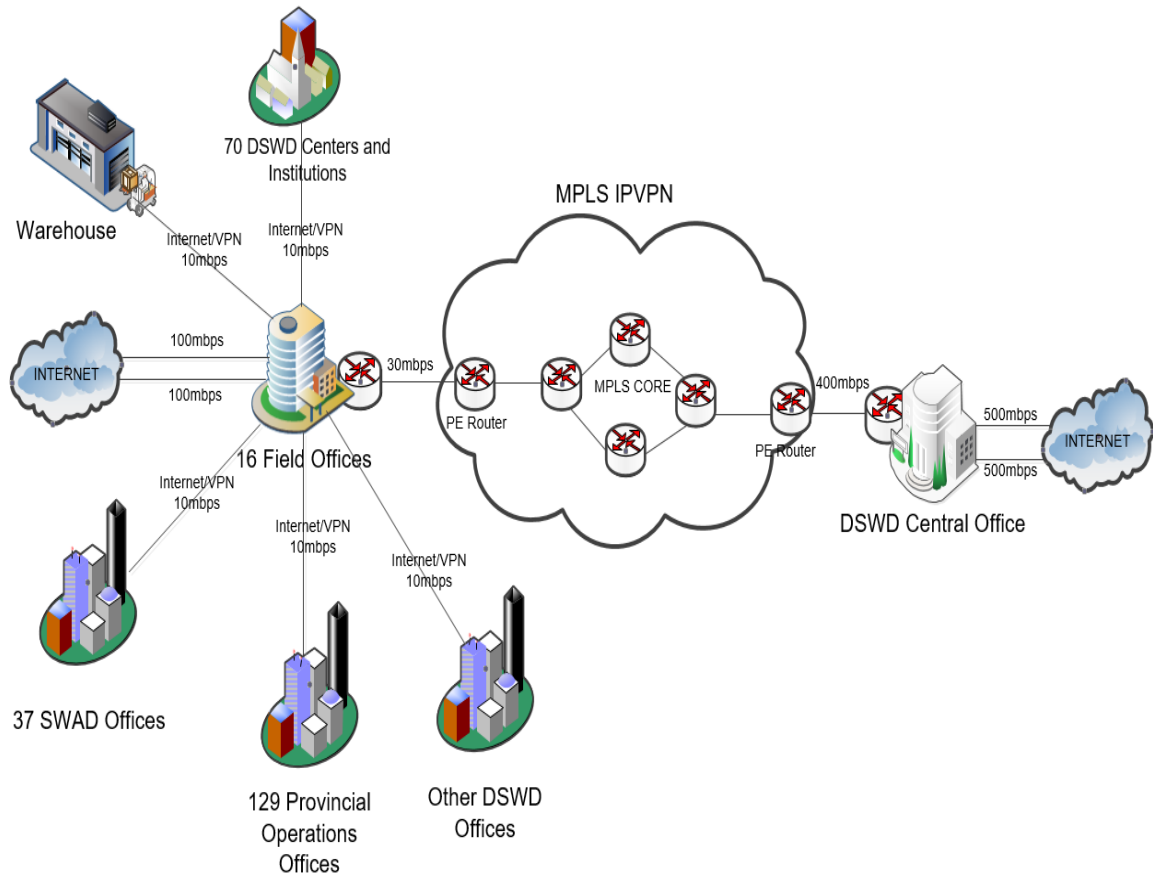 70 DSWD Centers and
Institutions
MPLS IPVPN
Warehouse
Internet/VPN
10mbps
Internet/VPN
10mbps
100mbps
INTERNET
100mbps
30mbps
MPLS CORE
PE Router
400mbps
PE Router
500mbps
INTERNET
500mbps
16 Field Offices
DSWD Central Office
Internet/VPN
10mbps
Internet/VPN
10mbps
Internet/VPN
10mbps
37 SWAD Offices
129 Provincial
Operations
Offices
Other DSWD
Offices